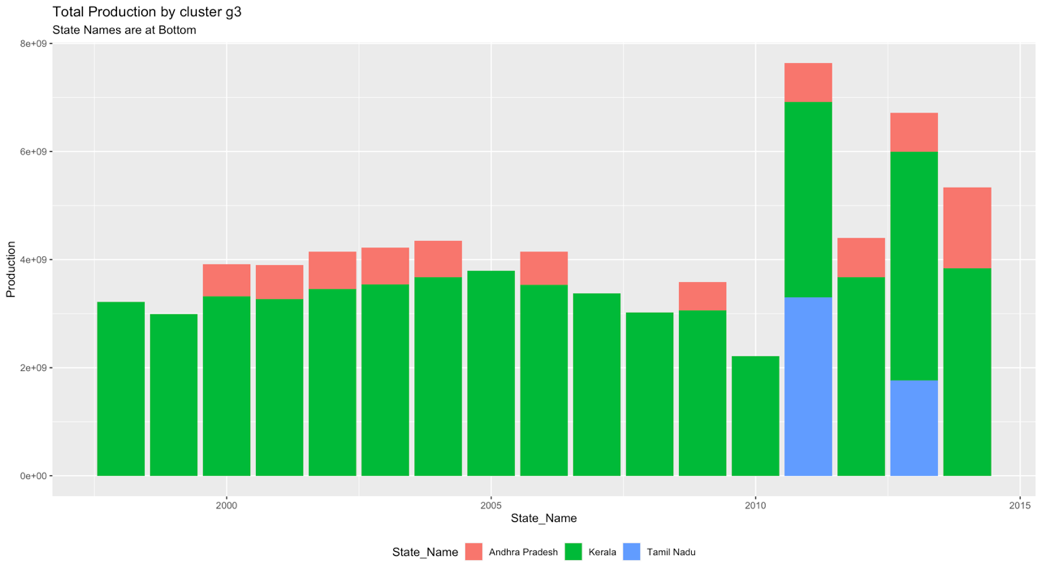 Total Production by cluster g3
State Names are at Bottom
8e+09
6e+09
4e+09
2e+09
0e+00
Production
2000 2005 2010 2015
State_Name
State_Name Andhra Pradesh Kerala Tamil Nadu